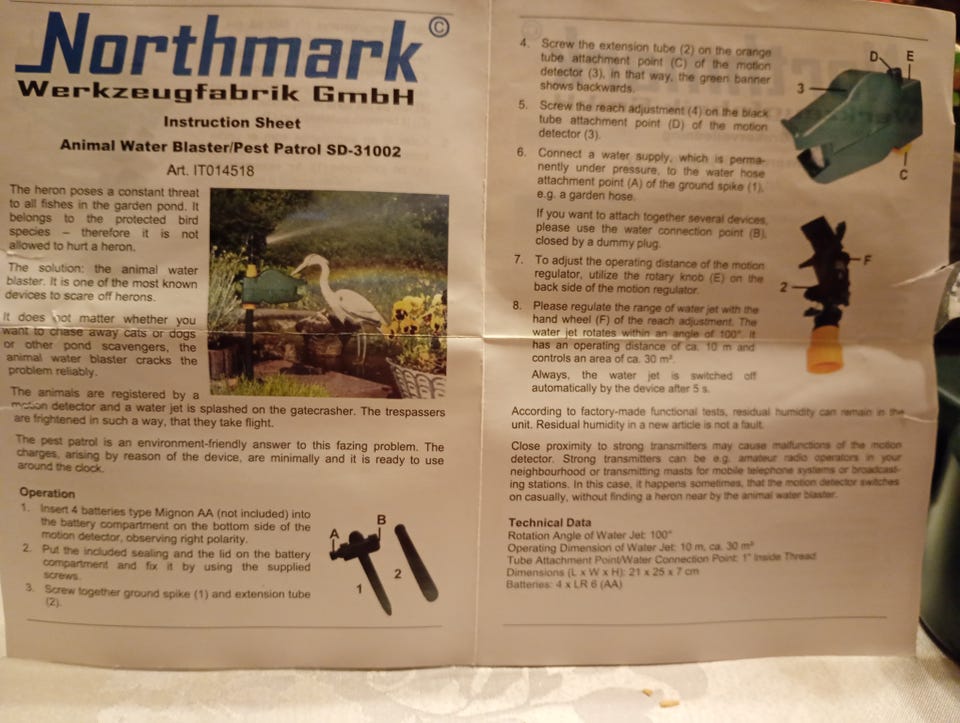 Northmark ©
Werkzeugfabrik GmbH
Instruction Sheet
Animal Water Blaster/Pest Patrol SD-31002
Art. IT014518
The heron poses a constant threat
to all fishes in the garden pond. It
belongs to the protected bird
species – therefore it is not
allowed to hurt a heron.
The solution: the animal water
blaster. It is one of the most known
devices to scare off herons.
It does not matter whether you
want to chase away cats or dogs
or other pond scavengers, the
animal water blaster cracks the
problem reliably.
The animals are registered by a
motion detector and a water jet is splashed on the gatecrasher. The trespassers
are frightened in such a way, that they take flight.
The pest patrol is an environment-friendly answer to this fazing problem. The
charges, arising by reason of the device, are minimally and it is ready to use
around the clock.
Operation
1. Insert 4 batteries type Mignon AA (not included) into
the battery compartment on the bottom side of the
motion detector, observing right polarity.
2. Put the included sealing and the lid on the battery
compartment and fix it by using the supplied
screws.
3. Screw together ground spike (1) and extension tube
(2).
A
B
1
2
4. Screw the extension tube (2) on the orange
tube attachment point (C) of the motion
detector (3), in that way, the green banner
shows backwards.
5. Screw the reach adjustment (4) on the black
tube attachment point (D) of the motion
detector (3).
6. Connect a water supply, which is perma-
nently under pressure, to the water hose
attachment point (A) of the ground spike (1),
e.g. a garden hose.
If you want to attach together several devices,
please use the water connection point (B),
closed by a dummy plug.
7. To adjust the operating distance of the motion
regulator, utilize the rotary knob (E) on the
back side of the motion regulator.
8. Please regulate the range of water jet with the
hand wheel (F) of the reach adjustment. The
water jet rotates within an angle of 100°. It
has an operating distance of ca. 10 m and
controls an area of ca. 30 m².
Always, the water jet is switched off
automatically by the device after 5 s.
D
E
3
C
F
2
According to factory-made functional tests, residual humidity can remain in the
unit. Residual humidity in a new article is not a fault.
Close proximity to strong transmitters may cause malfunctions of the motion
detector. Strong transmitters can be e.g. amateur radio operators in your
neighbourhood or transmitting masts for mobile telephone systems or broadcast-
ing stations. In this case, it happens sometimes, that the motion detector switches
on casually, without finding a heron near by the animal water blaster.
Technical Data
Rotation Angle of Water Jet: 100°
Operating Dimension of Water Jet: 10 m, ca. 30 m²
Tube Attachment Point/Water Connection Point: 1" Inside Thread
Dimensions (L x W x H): 21 x 25 x 7 cm
Batteries: 4 x LR 6 (AA)